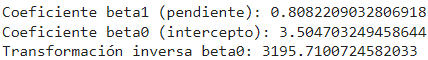 Coeficiente beta1 (pendiente): 0.8082209032806918
Coeficiente beta0 (intercepto): 3.504703249458644
Transformación inversa beta0: 3195.7100724582033